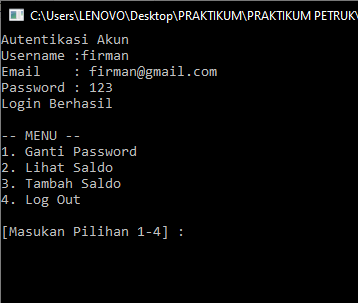 C:\Users\LENOVO\Desktop\PRAKTIKUM\PRAKTIKUM PETRUK
Autentikasi Akun
Username :firman
Email    : firman@gmail.com
Password : 123
Login Berhasil
-- MENU --
1. Ganti Password
2. Lihat Saldo
3. Tambah Saldo
4. Log Out
[Masukan Pilihan 1-4] :